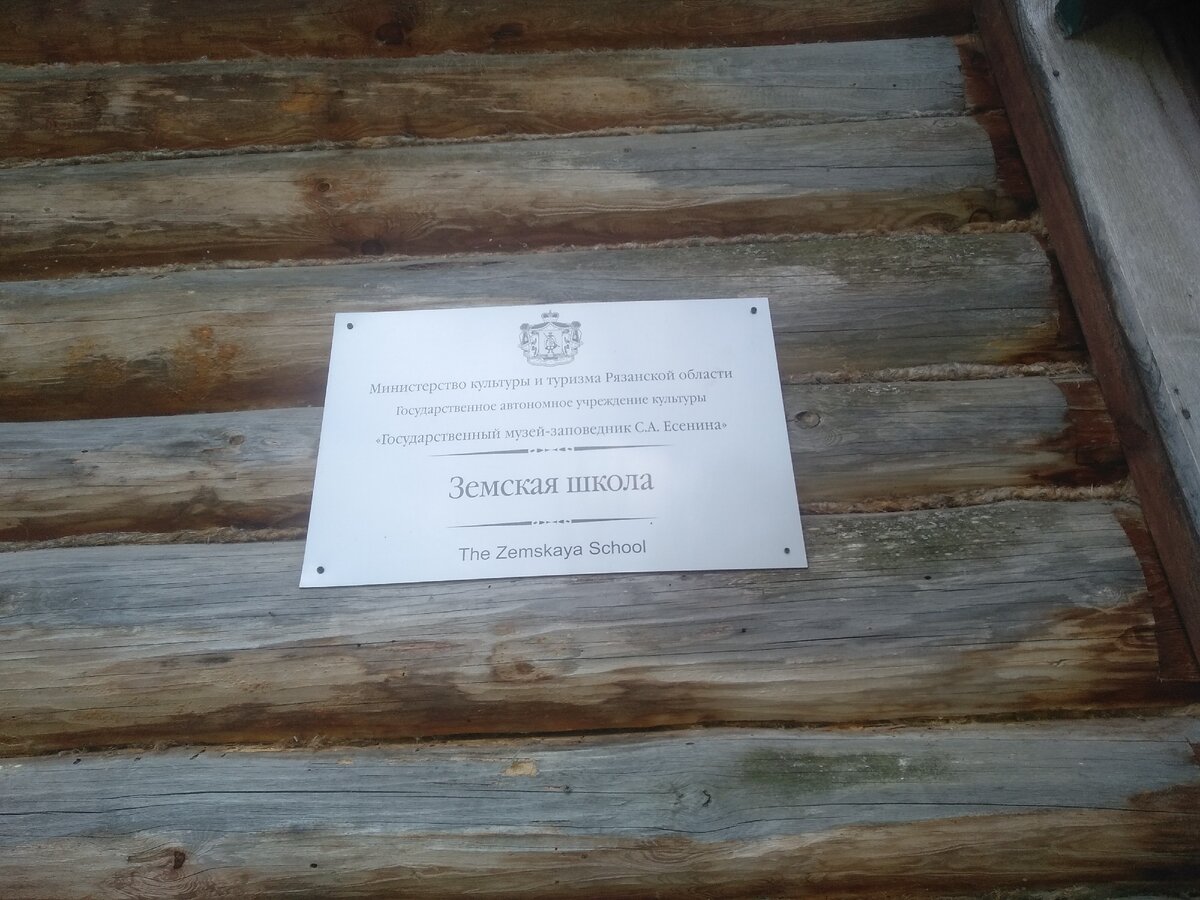 Министерство культуры и туризма Рязанской области
Государственное автономное учреждение культуры
«Государственный музей-заповедник С.А. Есенина»
Земская школа
The Zemskaya School